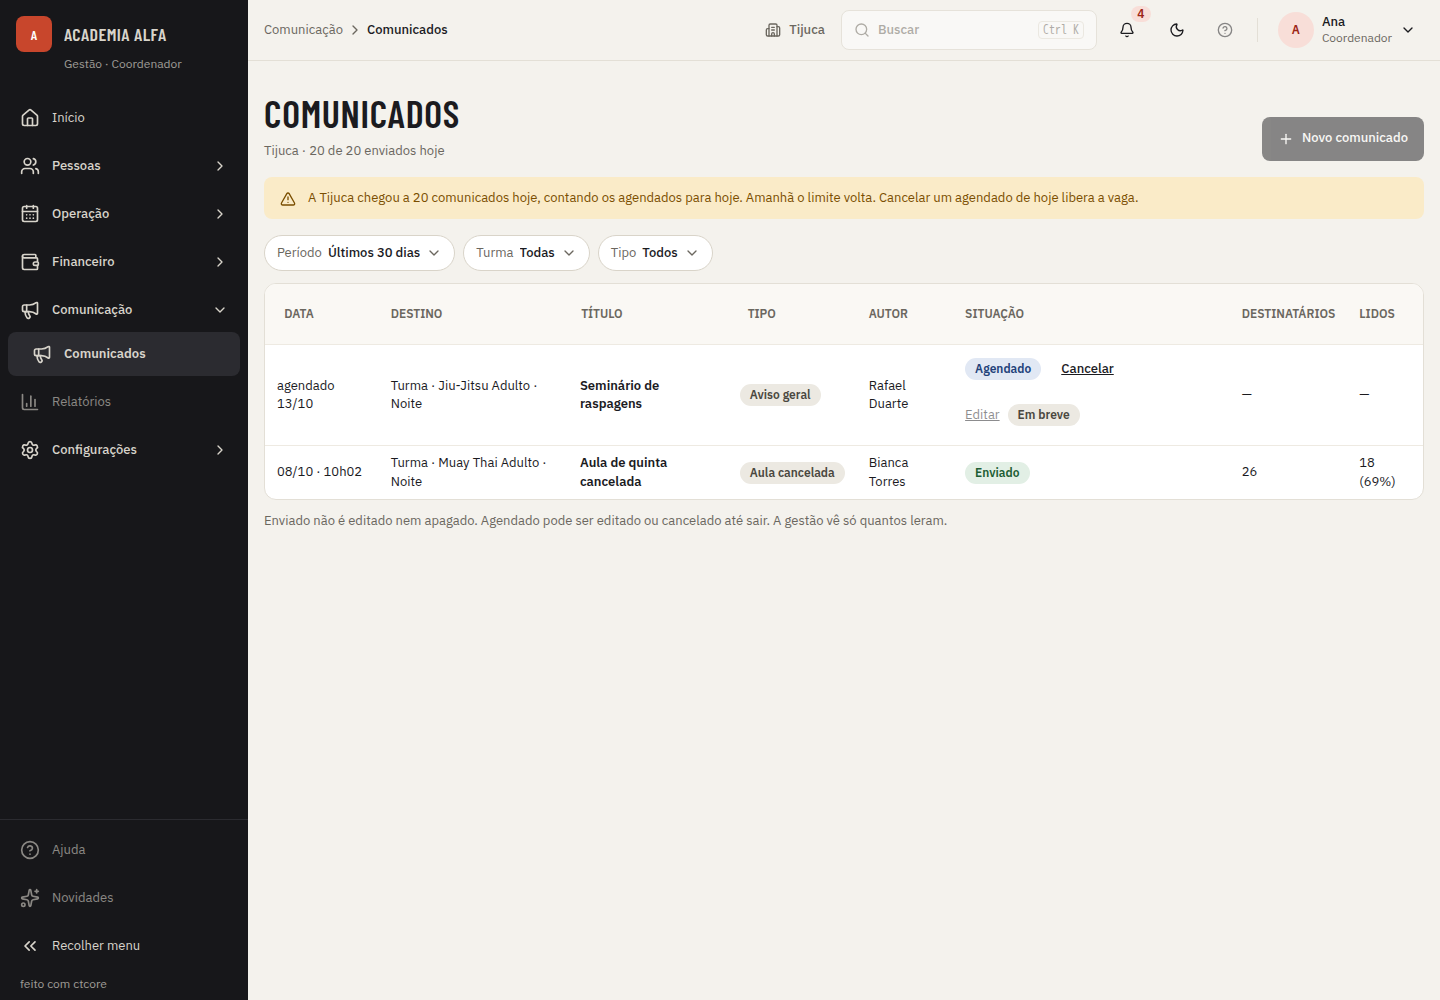 A
ACADEMIA ALFA
Gestão · Coordenador
Início
Pessoas
Operação
Financeiro
Comunicação
Comunicados
Relatórios
Configurações
Ajuda
Novidades
Recolher menu
feito com ctcore
Comunicação
Comunicados
Tijuca
Buscar
Ctrl K
4
A
Ana
Coordenador
COMUNICADOS
Tijuca · 20 de 20 enviados hoje
Novo comunicado
A Tijuca chegou a 20 comunicados hoje, contando os agendados para hoje. Amanhã o limite volta. Cancelar um agendado de hoje libera a vaga.
Período Últimos 30 dias
Turma Todas
Tipo Todos
DATA DESTINO TÍTULO TIPO AUTOR SITUAÇÃO DESTINATÁRIOS LIDOS
agendado
13/10
Turma · Jiu-Jitsu Adulto ·
Noite
Seminário de
raspagens
Aviso geral
Rafael
Duarte
Agendado
Cancelar
Editar
Em breve
—
—
08/10 · 10h02
Turma · Muay Thai Adulto ·
Noite
Aula de quinta
cancelada
Aula cancelada
Bianca
Torres
Enviado
26
18
(69%)
Enviado não é editado nem apagado. Agendado pode ser editado ou cancelado até sair. A gestão vê só quantos leram.